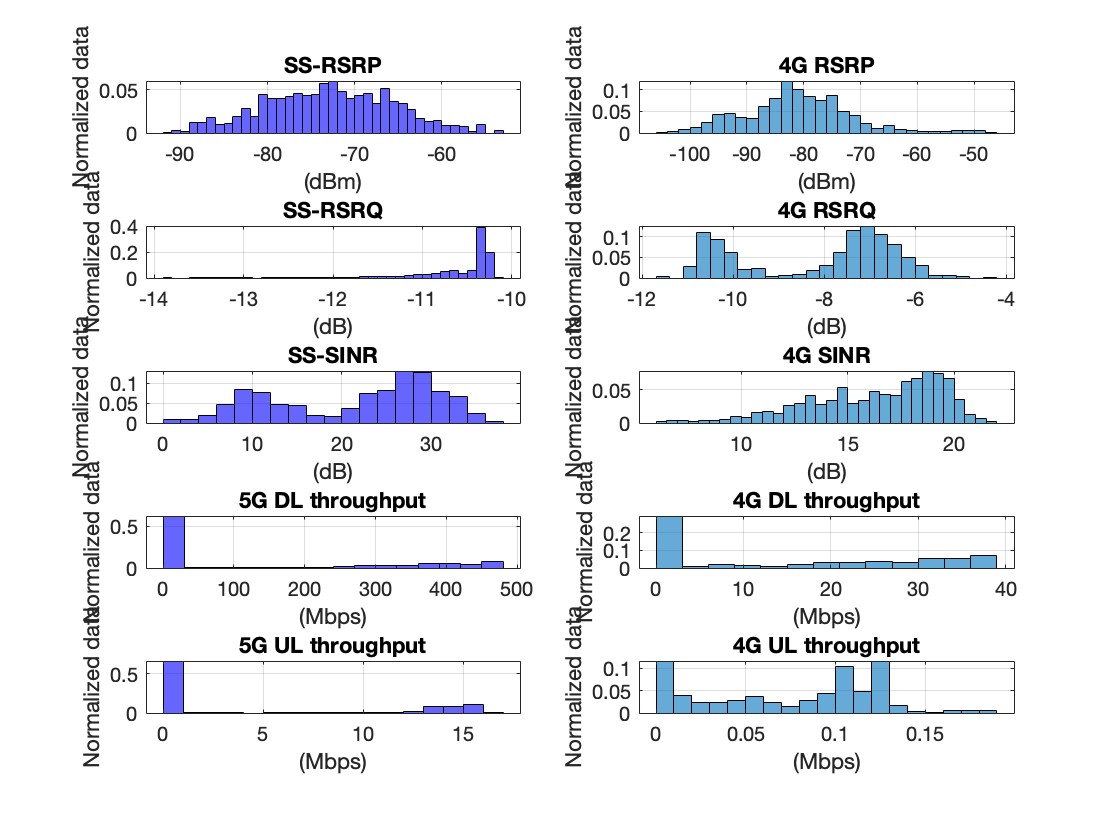 SS-RSRP
Normalized data
0.05
0
-90 -80 -70 -60
(dBm)
4G RSRP
Normalized data
0.1
0.05
0
-100 -90 -80 -70 -60 -50
(dBm)
SS-RSRQ
Normalized data
0.4
0.2
0
-14 -13 -12 -11 -10
(dB)
4G RSRQ
Normalized data
0.1
0.05
0
-12 -10 -8 -6 -4
(dB)
SS-SINR
Normalized data
0.1
0.05
0
0 10 20 30
(dB)
4G SINR
Normalized data
0.05
0
10 15 20
(dB)
5G DL throughput
Normalized data
0.5
0
0 100 200 300 400 500
(Mbps)
4G DL throughput
Normalized data
0.2
0.1
0
0 10 20 30 40
(Mbps)
5G UL throughput
Normalized data
0.5
0
0 5 10 15
(Mbps)
4G UL throughput
Normalized data
0.1
0.05
0
0 0.05 0.1 0.15
(Mbps)